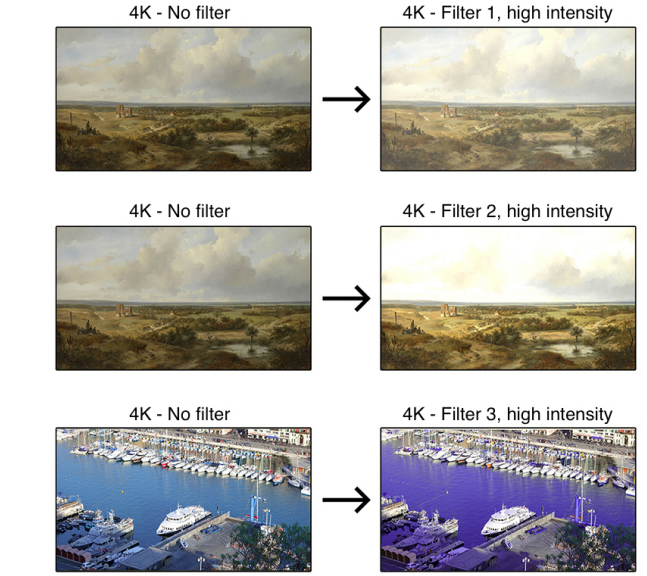 4K - No filter
4K - Filter 1, high intensity
4K - No filter
4K - Filter 2, high intensity
4K - No filter
4K - Filter 3, high intensity